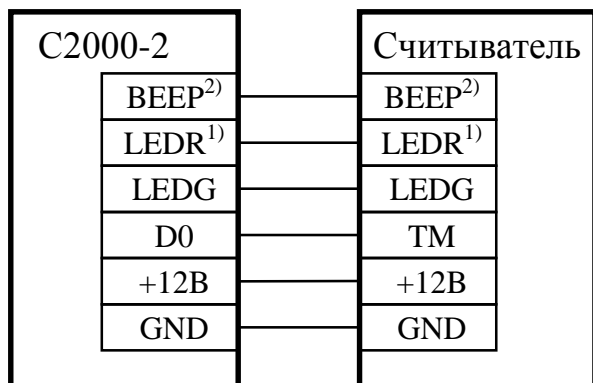 С2000-2 Считыватель
BEEP2) BEEP2)
LEDR1) LEDR1)
LEDG LEDG
D0 TM
+12В +12В
GND GND